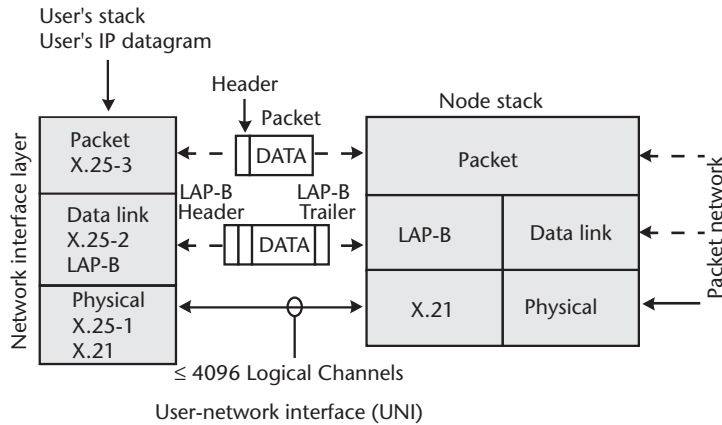 User's stack
User's IP datagram
Header
Packet
Node stack
Network interface layer
Packet
X.25-3
DATA
Packet
LAP-B
Header
LAP-B
Trailer
Data link
X.25-2
LAP-B
DATA
LAP-B
Data link
Packet network
Physical
X.25-1
X.21
X.21
Physical
≤ 4096 Logical Channels
User-network interface (UNI)